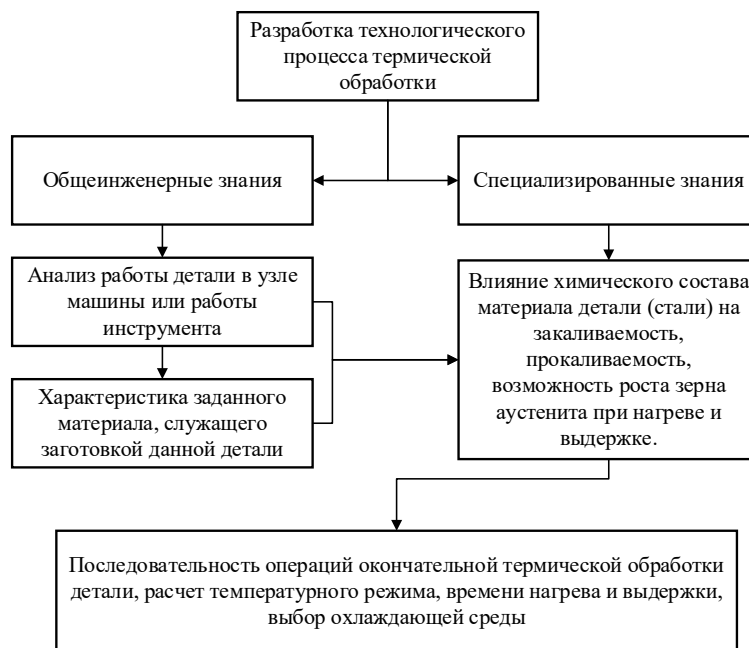 Разработка технологического
процесса термической
обработки
Общеинженерные знания
Специализированные знания
Анализ работы детали в узле
машины или работы
инструмента
Влияние химического состава
материала детали (стали) на
закаливаемость,
прокаливаемость,
возможность роста зерна
аустенита при нагреве и
выдержке.
Характеристика заданного
материала, служащего
заготовкой данной детали
Последовательность операций окончательной термической обработки
детали, расчет температурного режима, времени нагрева и выдержки,
выбор охлаждающей среды